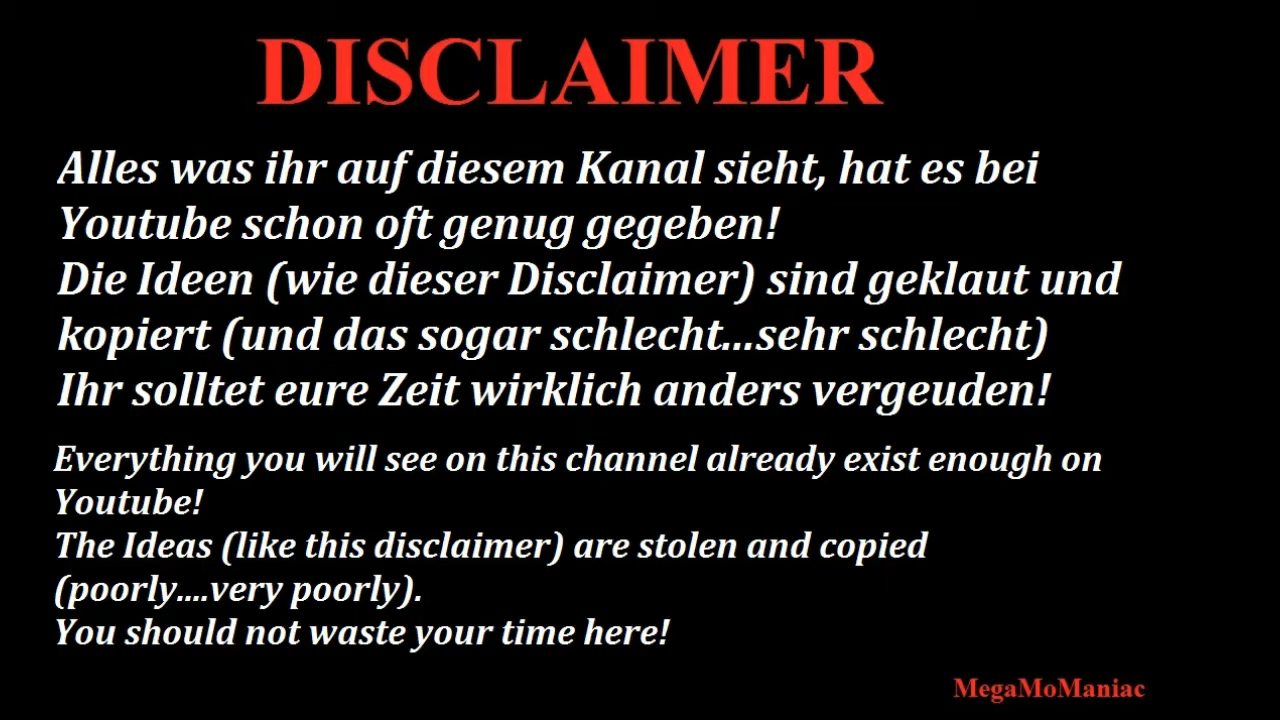 DISCLAIMER
Alles was ihr auf diesem Kanal sieht, hat es bei
Youtube schon oft genug gegeben!
Die Ideen (wie dieser Disclaimer) sind geklaut und
kopiert (und das sogar schlecht...sehr schlecht)
Ihr solltet eure Zeit wirklich anders vergeuden!
Everything you will see on this channel already exist enough on
Youtube!
The Ideas (like this disclaimer) are stolen and copied
(poorly....very poorly).
You should not waste your time here!
MegaMoManiac